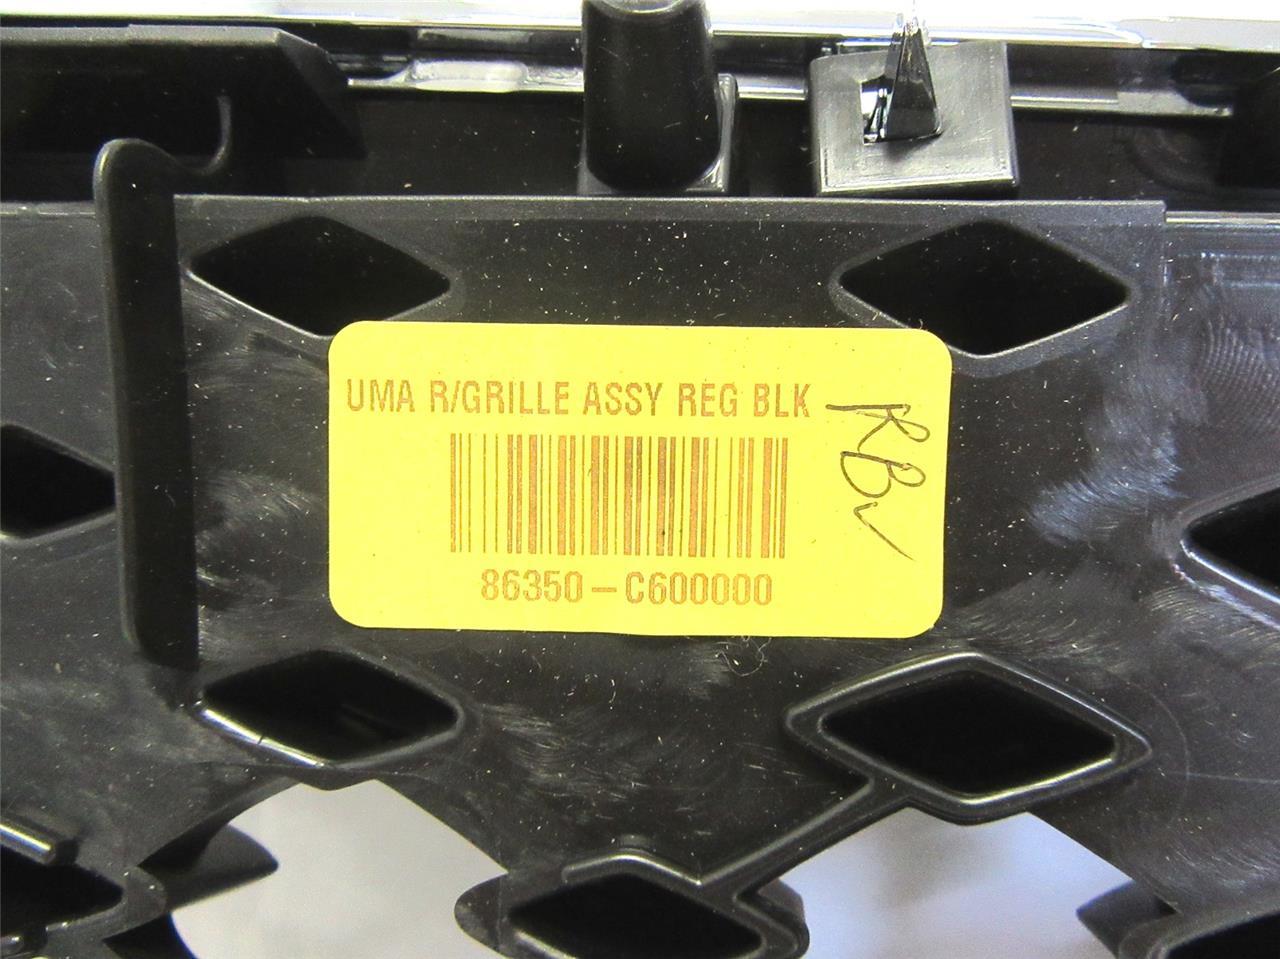 UMA R/GRILLE ASSY REG BLK
86350-C600000